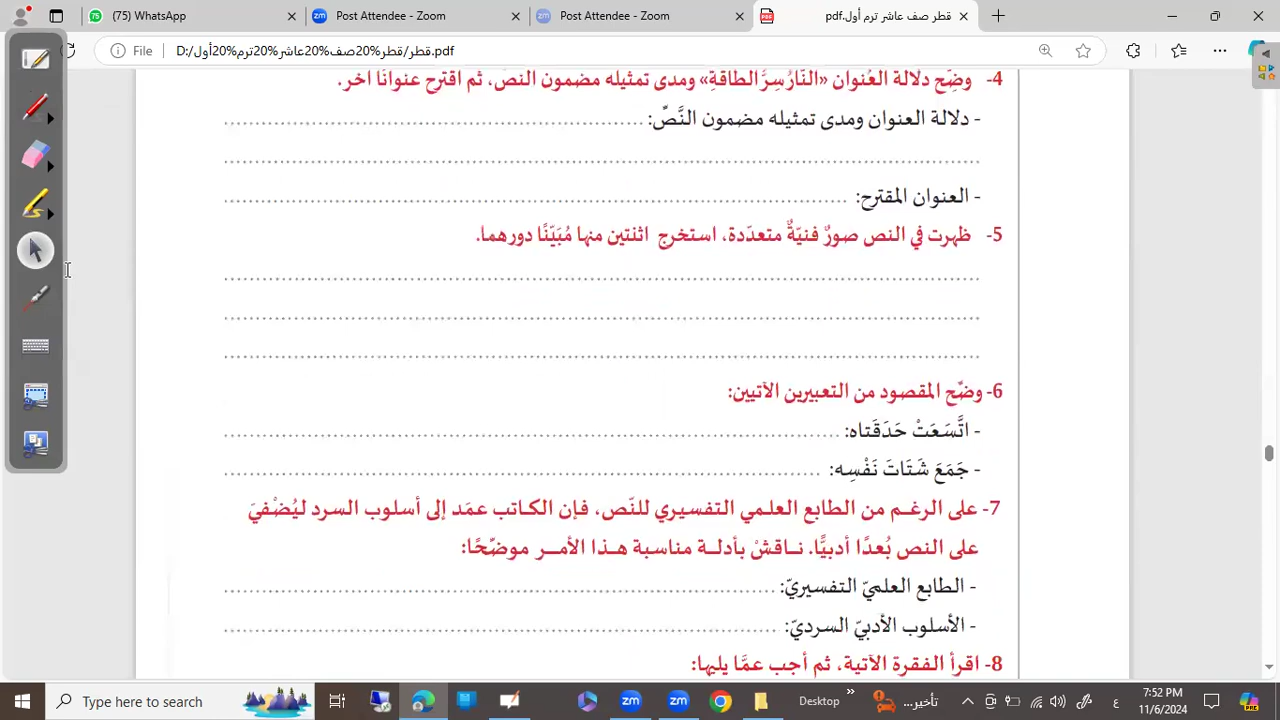 (75) WhatsApp
Post Attendee - Zoom
Post Attendee - Zoom
قطر صف عاشر ترم أول.pdf
File
D:/قطر/قطر%20صف%20عاشر%20ترم%20أول.pdf
4- وضِّح دلالة العُنوان «النّارُ سِرُّ الطاقةِ» ومدى تمثيله مضمون النص، ثم اقترح عنوانًا آخر.
- دلالة العنوان ومدى تمثيله مضمون النَّصِّ:
- العنوان المقترح:
5- ظهرت في النص صورٌ فنيّةٌ متعدّدة، استخرج اثنتين منها مُبَيّنًا دورهما.
6- وضِّح المقصود من التعبيرين الآتيين:
- اتَّسَعَتْ حَدَقَتاه:
- جَمَعَ شَتَاتَ نَفْسِه:
7- على الرغم من الطابع العلمي التفسيري للنّص، فإن الكاتب عمَد إلى أسلوب السرد ليُضْفيَ
على النص بُعدًا أدبيًّا. ناقشْ بأدلة مناسبة هذا الأمر موضّحًا:
- الطابع العلميّ التفسيريّ:
- الأسلوب الأدبيّ السرديّ:
8- اقرأ الفقرة الآتية، ثم أجب عمَّا يليها:
Type here to search
Desktop
تأخير...
ع
7:52 PM
11/6/2024